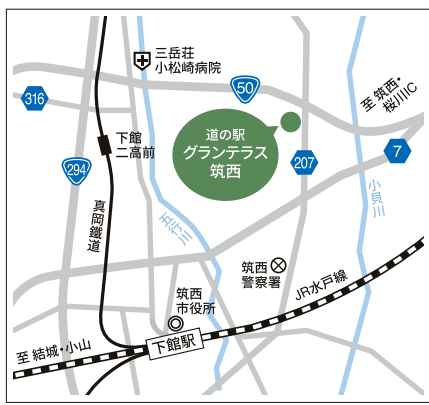 三岳荘
小松崎病院
50
316
至 筑西・
桜川IC
道の駅
グランテラス
筑西
下館
二高前
207
7
294
小貝川
真岡鐵道
五行川
筑西
警察署
JR水戸線
筑西
市役所
下館駅
至 結城・小山